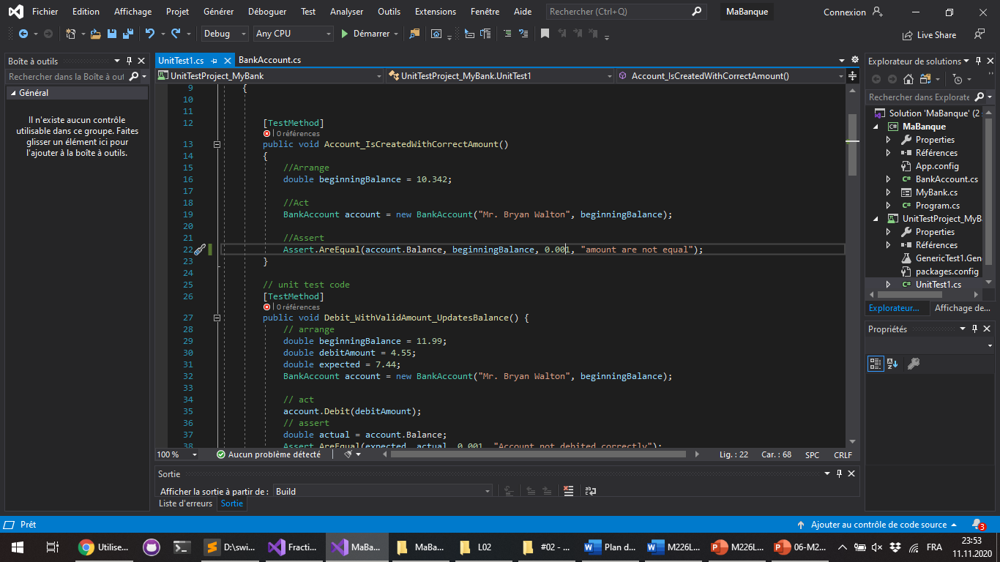 Fichier Edition Affichage Projet Générer Déboguer Test Analyser Outils Extensions Fenêtre Aide Rechercher (Ctrl+Q) MaBanque Connexion
Debug Any CPU Démarrer Live Share
Boîte à outils
Rechercher dans la Boîte à out
Général
Il n'existe aucun contrôle
utilisable dans ce groupe. Faites
glisser un élément ici pour
l'ajouter à la boîte à outils.
UnitTest1.cs BankAccount.cs
UnitTestProject_MyBank UnitTestProject_MyBank.UnitTest1 Account_IsCreatedWithCorrectAmount()
9 {
10
11
12 [TestMethod]
0 références
13 public void Account_IsCreatedWithCorrectAmount()
14 {
15 //Arrange
16 double beginningBalance = 10.342;
17
18 //Act
19 BankAccount account = new BankAccount("Mr. Bryan Walton", beginningBalance);
20
21 //Assert
22 Assert.AreEqual(account.Balance, beginningBalance, 0.001, "amount are not equal");
23 }
24
25 // unit test code
26 [TestMethod]
0 références
27 public void Debit_WithValidAmount_UpdatesBalance() {
28 // arrange
29 double beginningBalance = 11.99;
30 double debitAmount = 4.55;
31 double expected = 7.44;
32 BankAccount account = new BankAccount("Mr. Bryan Walton", beginningBalance);
33
34 // act
35 account.Debit(debitAmount);
36 // assert
37 double actual = account.Balance;
38 Assert.AreEqual(expected, actual, 0.001, "Account not debited correctly");
100 % Aucun problème détecté Lig. : 22 Car. : 68 SPC CRLF
Sortie
Afficher la sortie à partir de : Build
Liste d'erreurs Sortie
Explorateur de solutions
Rechercher dans Explorate
Solution 'MaBanque' (2
MaBanque
Properties
Références
App.config
BankAccount.cs
MyBank.cs
Program.cs
UnitTestProject_MyB
Properties
Références
GenericTest1.Gen
packages.config
UnitTest1.cs
Explorateur... Affichage de...
Propriétés
Prêt Ajouter au contrôle de code source 3
Utilise... D:\swi... Fracti... MaBa... MaBa... L02 #02 - ... Plan d... M226L... M226L... 06-M2... FRA 23:53
11.11.2020